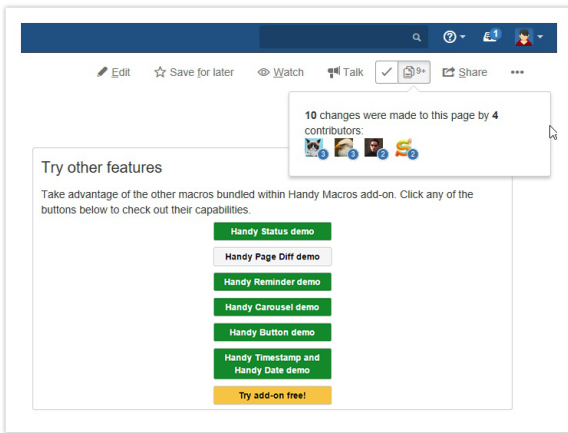 1
Edit Save for later Watch Talk 9+ Share
10 changes were made to this page by 4
contributors:
3 3 2 2
Try other features
Take advantage of the other macros bundled within Handy Macros add-on. Click any of the
buttons below to check out their capabilities.
Handy Status demo
Handy Page Diff demo
Handy Reminder demo
Handy Carousel demo
Handy Button demo
Handy Timestamp and
Handy Date demo
Try add-on free!